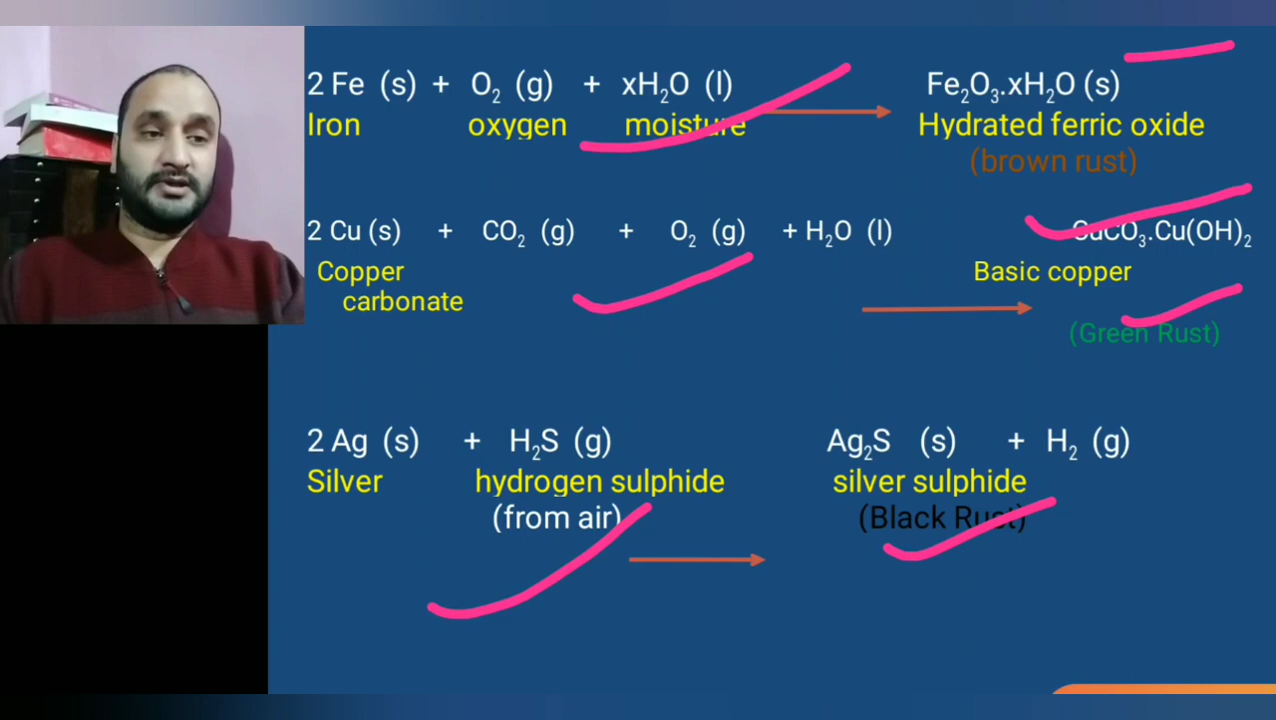 2 Fe (s) + O₂ (g) + xH₂O (l) Fe₂O₃.xH₂O (s)
Iron oxygen moisture Hydrated ferric oxide
(brown rust)
2 Cu (s) + CO₂ (g) + O₂ (g) + H₂O (l) CuCO₃.Cu(OH)₂
Copper Basic copper
carbonate
(Green Rust)
2 Ag (s) + H₂S (g) Ag₂S (s) + H₂ (g)
Silver hydrogen sulphide silver sulphide
(from air) (Black Rust)